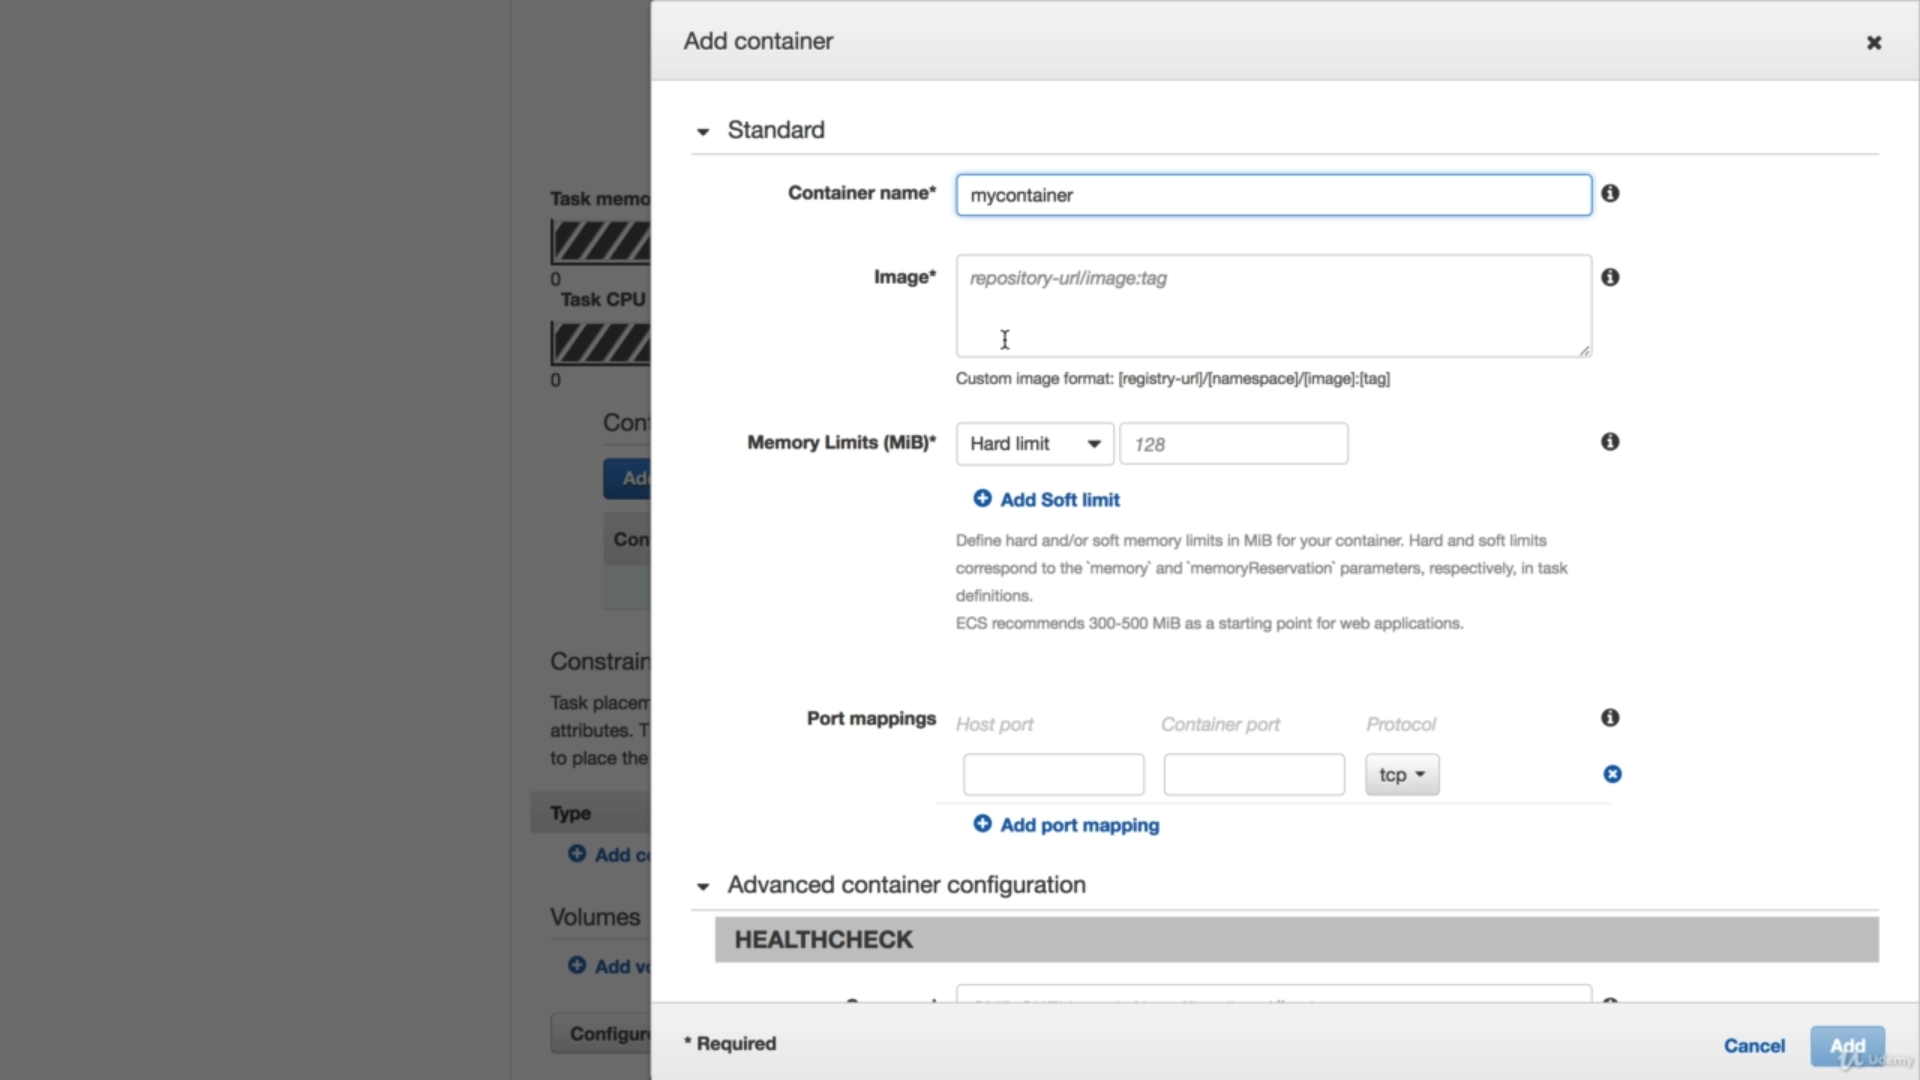 Add container
Standard
Container name*
mycontainer
Image*
repository-url/image:tag
Custom image format: [registry-url]/[namespace]/[image]:[tag]
Memory Limits (MiB)*
Hard limit
128
Add Soft limit
Define hard and/or soft memory limits in MiB for your container. Hard and soft limits
correspond to the `memory` and `memoryReservation` parameters, respectively, in task
definitions.
ECS recommends 300-500 MiB as a starting point for web applications.
Port mappings
Host port
Container port
Protocol
tcp
Add port mapping
Advanced container configuration
HEALTHCHECK
* Required
Cancel
Add
Udemy
Task memo
0
Task CPU
0
Con
Add
Con
Constrain
Task placem
attributes. T
to place the
Type
Add co
Volumes
Add vo
Configur